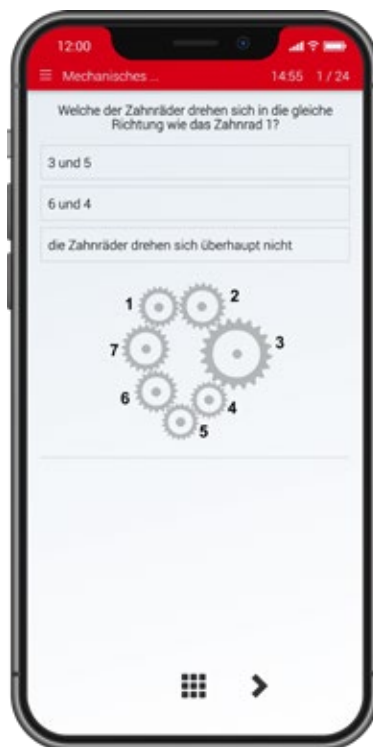 12:00
Mechanisches ...
14:55 1 / 24
Welche der Zahnräder drehen sich in die gleiche
Richtung wie das Zahnrad 1?
3 und 5
6 und 4
die Zahnräder drehen sich überhaupt nicht
1
2
3
7
6
4
5